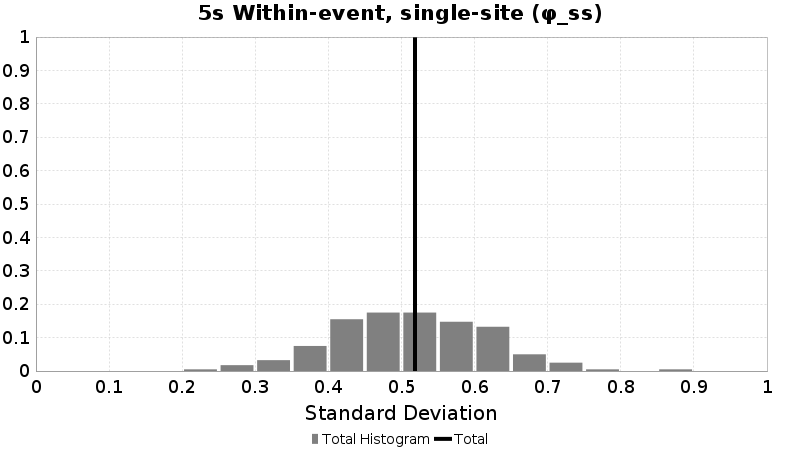 5s Within-event, single-site (φ_ss)
1
0.9
0.8
0.7
0.6
0.5
0.4
0.3
0.2
0.1
0
0 0.1 0.2 0.3 0.4 0.5 0.6 0.7 0.8 0.9 1
Standard Deviation
Total Histogram Total